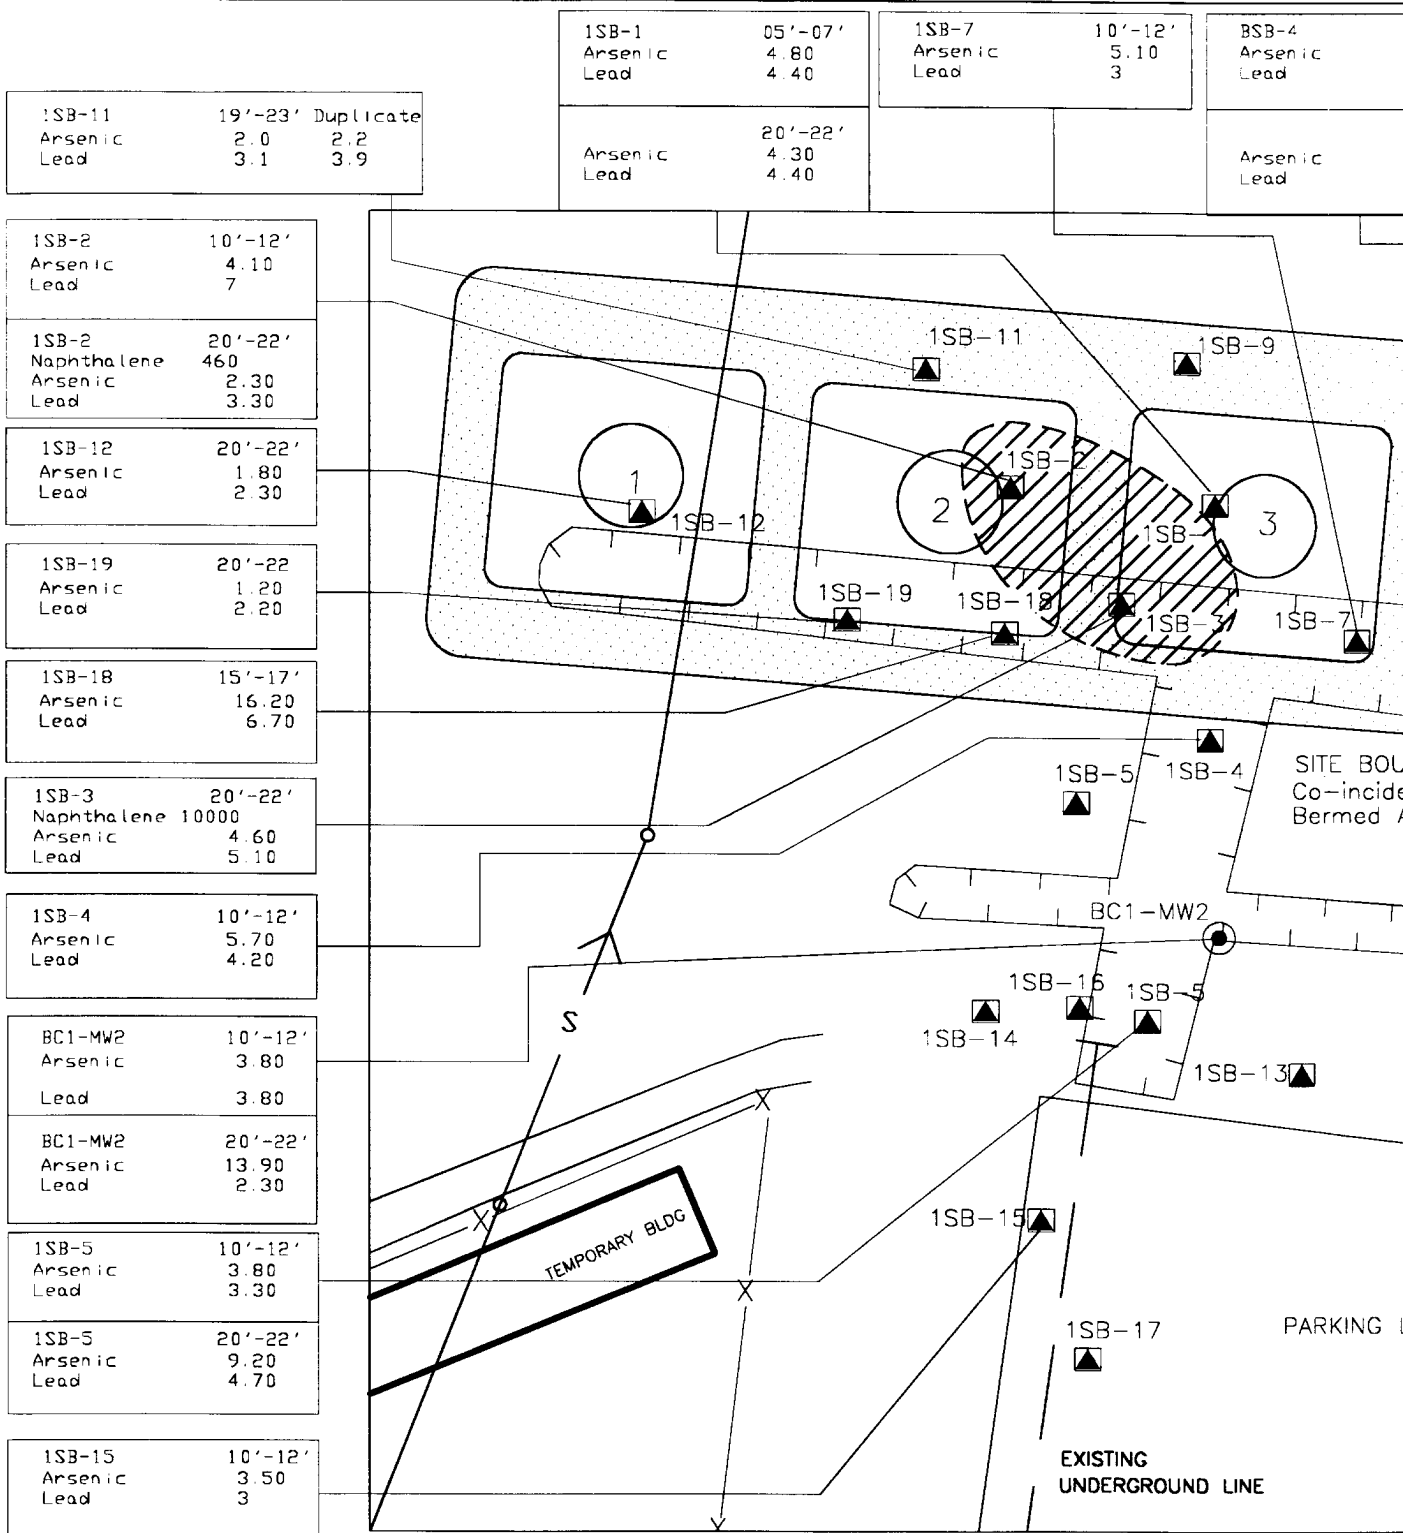 1SB-1 05'-07'
Arsenic 4.80
Lead 4.40
20'-22'
Arsenic 4.30
Lead 4.40
1SB-7 10'-12'
Arsenic 5.10
Lead 3
BSB-4
Arsenic
Lead
Arsenic
Lead
1SB-11 19'-23' Duplicate
Arsenic 2.0 2.2
Lead 3.1 3.9
1SB-2 10'-12'
Arsenic 4.10
Lead 7
1SB-2 20'-22'
Naphthalene 460
Arsenic 2.30
Lead 3.30
1SB-12 20'-22'
Arsenic 1.80
Lead 2.30
1SB-19 20'-22
Arsenic 1.20
Lead 2.20
1SB-18 15'-17'
Arsenic 16.20
Lead 6.70
1SB-3 20'-22'
Naphthalene 10000
Arsenic 4.60
Lead 5.10
1SB-4 10'-12'
Arsenic 5.70
Lead 4.20
BC1-MW2 10'-12'
Arsenic 3.80
Lead 3.80
BC1-MW2 20'-22'
Arsenic 13.90
Lead 2.30
1SB-5 10'-12'
Arsenic 3.80
Lead 3.30
1SB-5 20'-22'
Arsenic 9.20
Lead 4.70
1SB-15 10'-12'
Arsenic 3.50
Lead 3
1SB-11
1SB-9
1
1SB-12
2
1SB-2
1SB-
3
1SB-19
1SB-18
1SB-3
1SB-7
1SB-5
1SB-4
SITE BOU
Co-incide
Bermed A
BC1-MW2
1SB-16
1SB-5
1SB-14
1SB-13
S
X
X
X
TEMPORARY BLDG
1SB-15
1SB-17
PARKING L
EXISTING
UNDERGROUND LINE